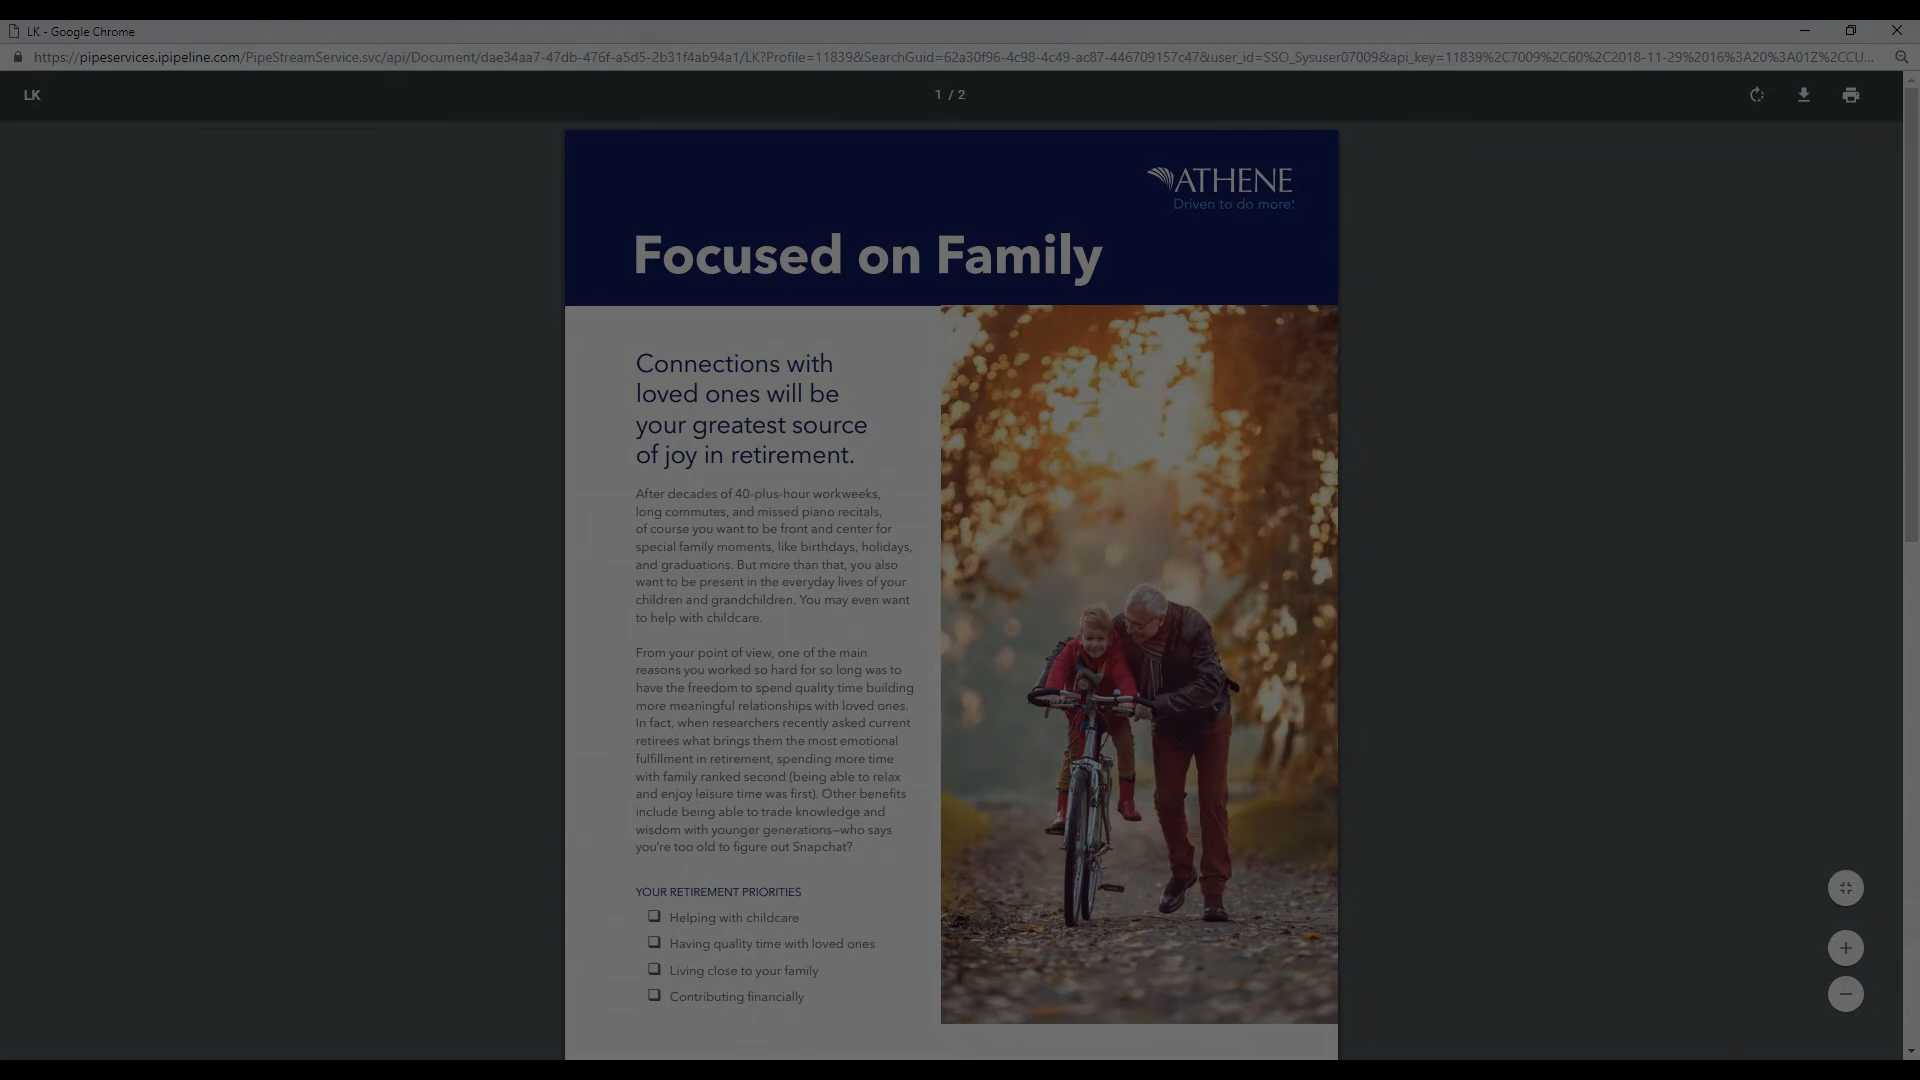 LK - Google Chrome
https://pipeservices.ipipeline.com/PipeStreamService.svc/api/Document/dae34aa7-47db-476f-a5d5-2b31f4ab94a1/LK?Profile=11839&SearchGuid=62a30f96-4c98-4c49-ac87-446709157c47&user_id=SSO_Sysuser07009&api_key=11839%2C7009%2C60%2C2018-11-29%2016%3A20%3A01Z%2CCU...
LK
1 / 2
ATHENE
Driven to do more.
Focused on Family
Connections with
loved ones will be
your greatest source
of joy in retirement.
After decades of 40-plus-hour workweeks,
long commutes, and missed piano recitals,
of course you want to be front and center for
special family moments, like birthdays, holidays,
and graduations. But more than that, you also
want to be present in the everyday lives of your
children and grandchildren. You may even want
to help with childcare.
From your point of view, one of the main
reasons you worked so hard for so long was to
have the freedom to spend quality time building
more meaningful relationships with loved ones.
In fact, when researchers recently asked current
retirees what brings them the most emotional
fulfillment in retirement, spending more time
with family ranked second (being able to relax
and enjoy leisure time was first). Other benefits
include being able to trade knowledge and
wisdom with younger generations—who says
you're too old to figure out Snapchat?
YOUR RETIREMENT PRIORITIES
Helping with childcare
Having quality time with loved ones
Living close to your family
Contributing financially